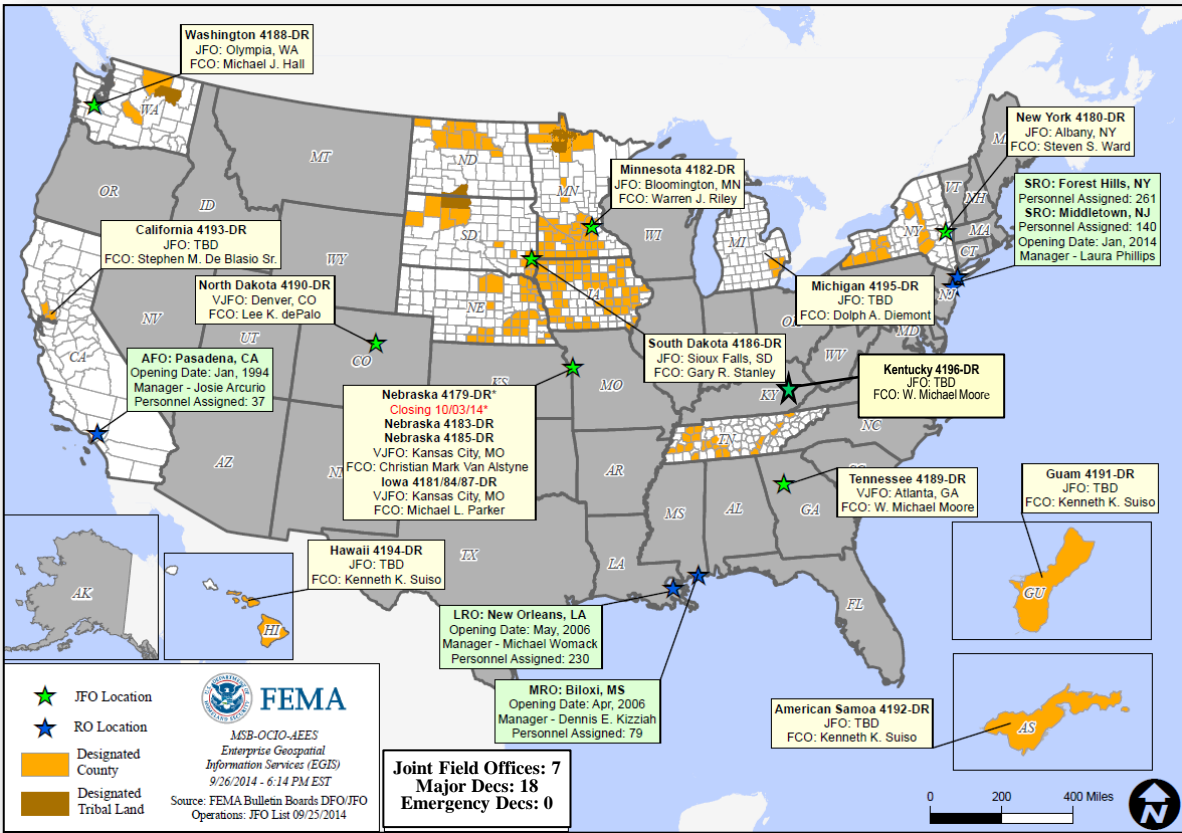 Washington 4188-DR
JFO: Olympia, WA
FCO: Michael J. Hall
New York 4180-DR
JFO: Albany, NY
FCO: Steven S. Ward
Minnesota 4182-DR
JFO: Bloomington, MN
FCO: Warren J. Riley
SRO: Forest Hills, NY
Personnel Assigned: 261
SRO: Middletown, NJ
Personnel Assigned: 140
Opening Date: Jan, 2014
Manager - Laura Phillips
California 4193-DR
JFO: TBD
FCO: Stephen M. De Blasio Sr.
North Dakota 4190-DR
VJFO: Denver, CO
FCO: Lee K. dePalo
Michigan 4195-DR
JFO: TBD
FCO: Dolph A. Diemont
South Dakota 4186-DR
JFO: Sioux Falls, SD
FCO: Gary R. Stanley
Kentucky 4196-DR
JFO: TBD
FCO: W. Michael Moore
AFO: Pasadena, CA
Opening Date: Jan, 1994
Manager - Josie Arcurio
Personnel Assigned: 37
Nebraska 4179-DR*
Closing 10/03/14*
Nebraska 4183-DR
Nebraska 4185-DR
VJFO: Kansas City, MO
FCO: Christian Mark Van Alstyne
Iowa 4181/84/87-DR
VJFO: Kansas City, MO
FCO: Michael L. Parker
Tennessee 4189-DR
VJFO: Atlanta, GA
FCO: W. Michael Moore
Guam 4191-DR
JFO: TBD
FCO: Kenneth K. Suiso
Hawaii 4194-DR
JFO: TBD
FCO: Kenneth K. Suiso
LRO: New Orleans, LA
Opening Date: May, 2006
Manager - Michael Womack
Personnel Assigned: 230
MRO: Biloxi, MS
Opening Date: Apr, 2006
Manager - Dennis E. Kizziah
Personnel Assigned: 79
American Samoa 4192-DR
JFO: TBD
FCO: Kenneth K. Suiso
WA
MT
ND
MN
OR
ID
SD
WI
MI
VT
NH
NY
MA
CT
NJ
WY
NE
IA
NV
UT
CO
KS
MO
KY
WV
MD
CA
AZ
TN
NC
AR
MS
AL
GA
TX
LA
FL
AK
HI
GU
AS
JFO Location
RO Location
Designated
County
Designated
Tribal Land
FEMA
MSB-OCIO-AEES
Enterprise Geospatial
Information Services (EGIS)
9/26/2014 - 6:14 PM EST
Source: FEMA Bulletin Boards DFO/JFO
Operations: JFO List 09/25/2014
Joint Field Offices: 7
Major Decs: 18
Emergency Decs: 0
0 200 400 Miles
N